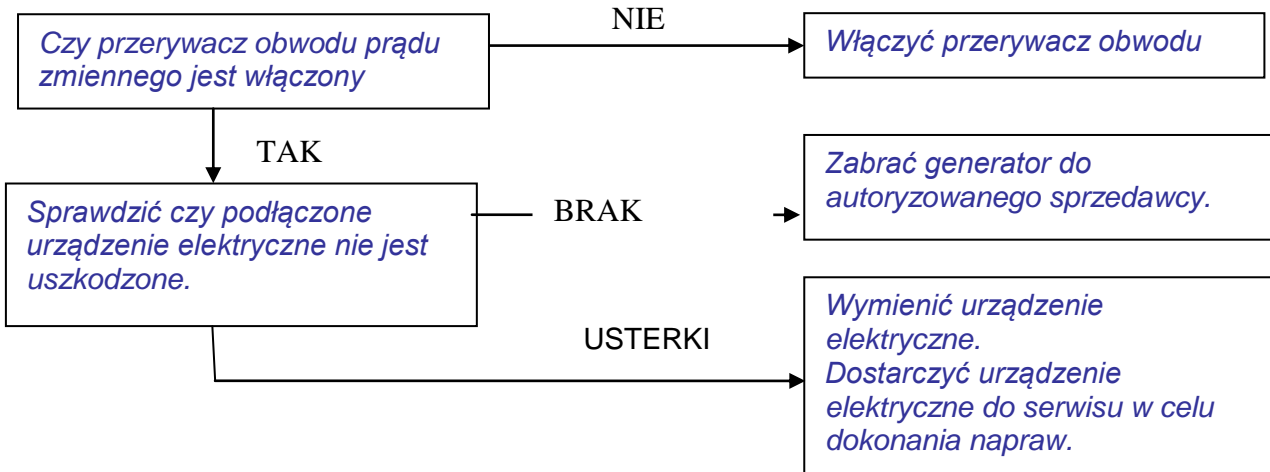 NIE
Czy przerywacz obwodu prądu
zmiennego jest włączony
Włączyć przerywacz obwodu
TAK
Zabrać generator do
autoryzowanego sprzedawcy.
Sprawdzić czy podłączone
urządzenie elektryczne nie jest
uszkodzone.
BRAK
USTERKI
Wymienić urządzenie
elektryczne.
Dostarczyć urządzenie
elektryczne do serwisu w celu
dokonania napraw.